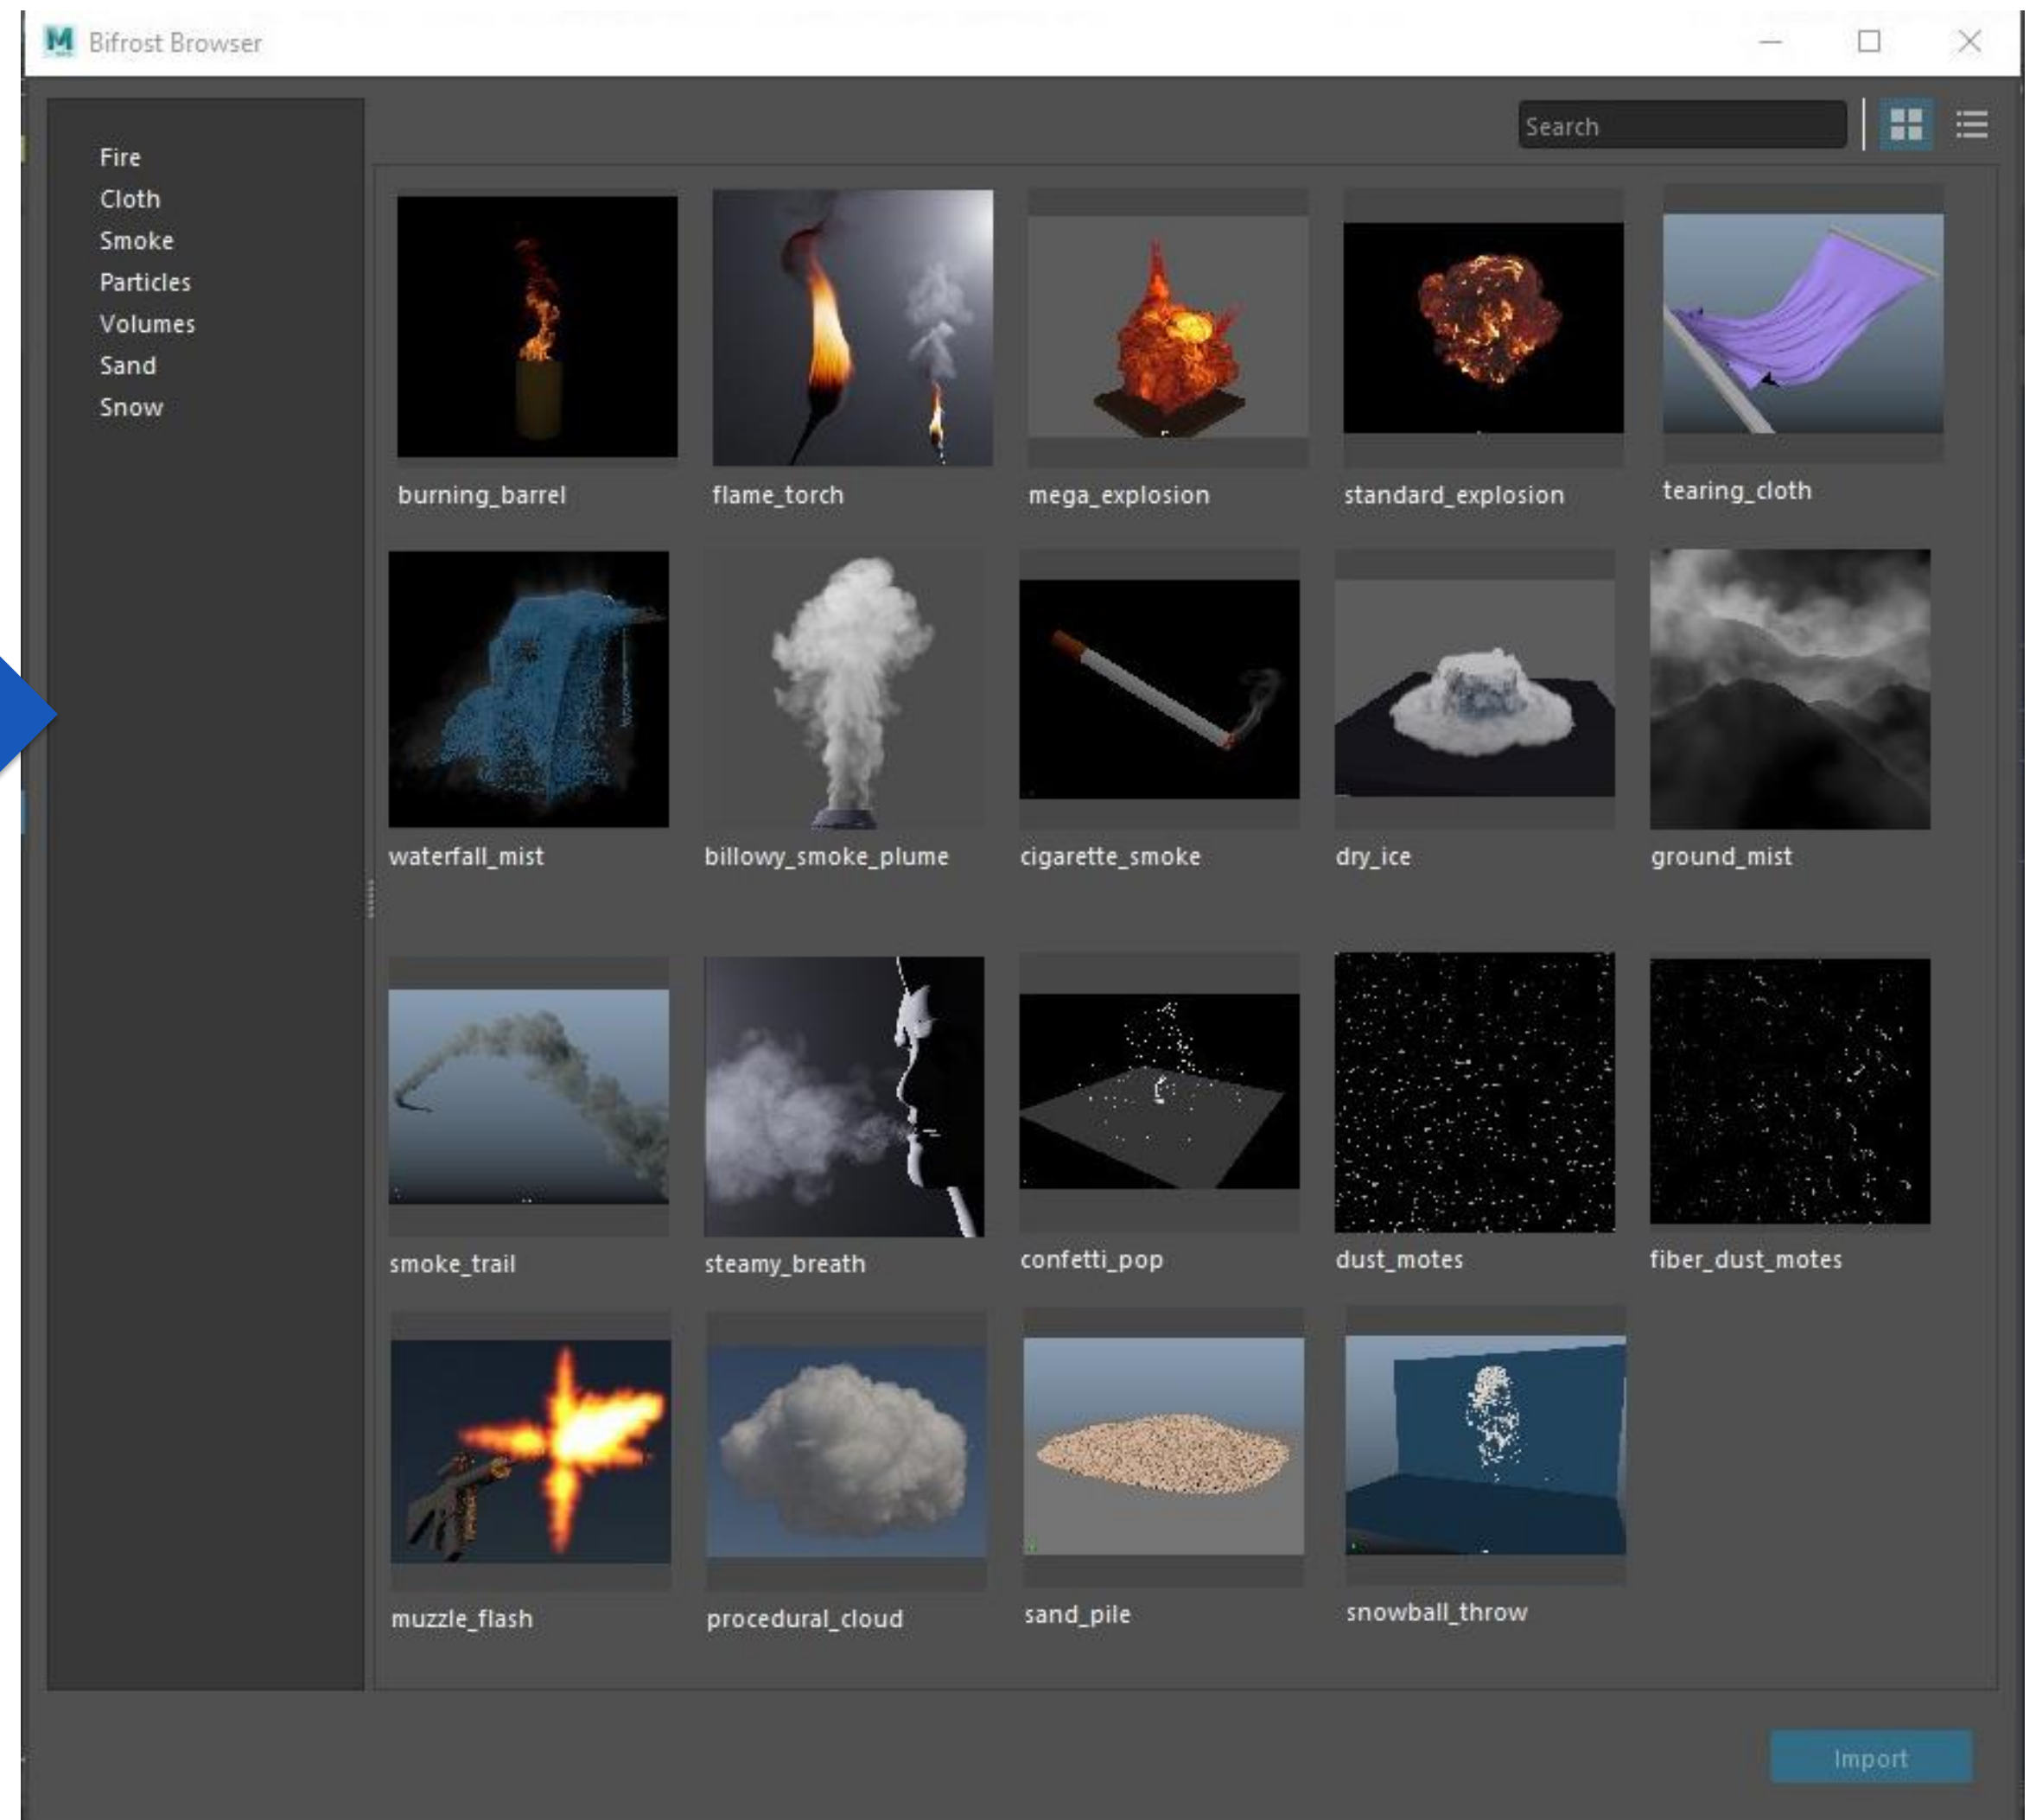 Bifrost Browser
Search
Fire
Cloth
Smoke
Particles
Volumes
Sand
Snow
burning_barrel
flame_torch
mega_explosion
standard_explosion
tearing_cloth
waterfall_mist
billowy_smoke_plume
cigarette_smoke
dry_ice
ground_mist
smoke_trail
steamy_breath
confetti_pop
dust_motes
fiber_dust_motes
muzzle_flash
procedural_cloud
sand_pile
snowball_throw
Import